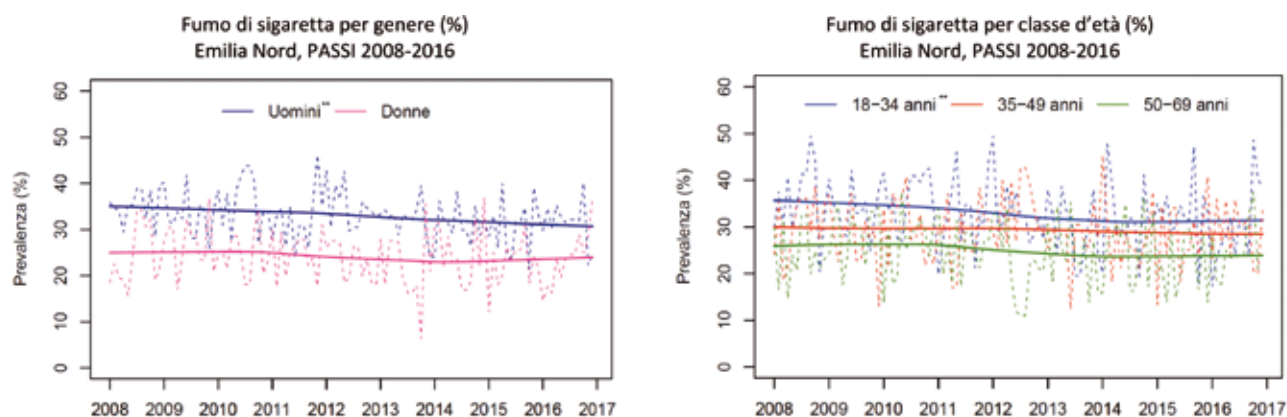 Fumo di sigaretta per genere (%)
Emilia Nord, PASSI 2008-2016
Prevalenza (%)
60
50
40
30
20
10
0
Uomini** Donne
2008 2009 2010 2011 2012 2013 2014 2015 2016 2017
Fumo di sigaretta per classe d'età (%)
Emilia Nord, PASSI 2008-2016
Prevalenza (%)
60
50
40
30
20
10
0
18-34 anni** 35-49 anni 50-69 anni
2008 2009 2010 2011 2012 2013 2014 2015 2016 2017